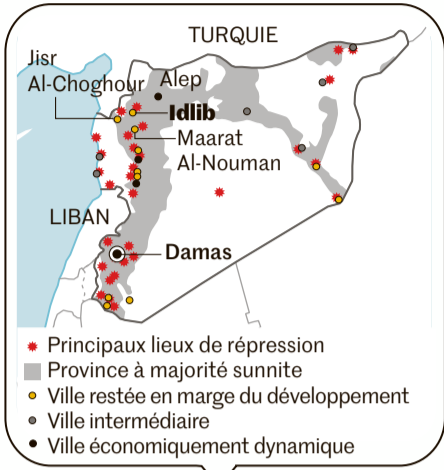 TURQUIE
Jisr
Al-Choghour
Alep
Idlib
Maarat
Al-Nouman
LIBAN
Damas
Principaux lieux de répression
Province à majorité sunnite
Ville restée en marge du développement
Ville intermédiaire
Ville économiquement dynamique